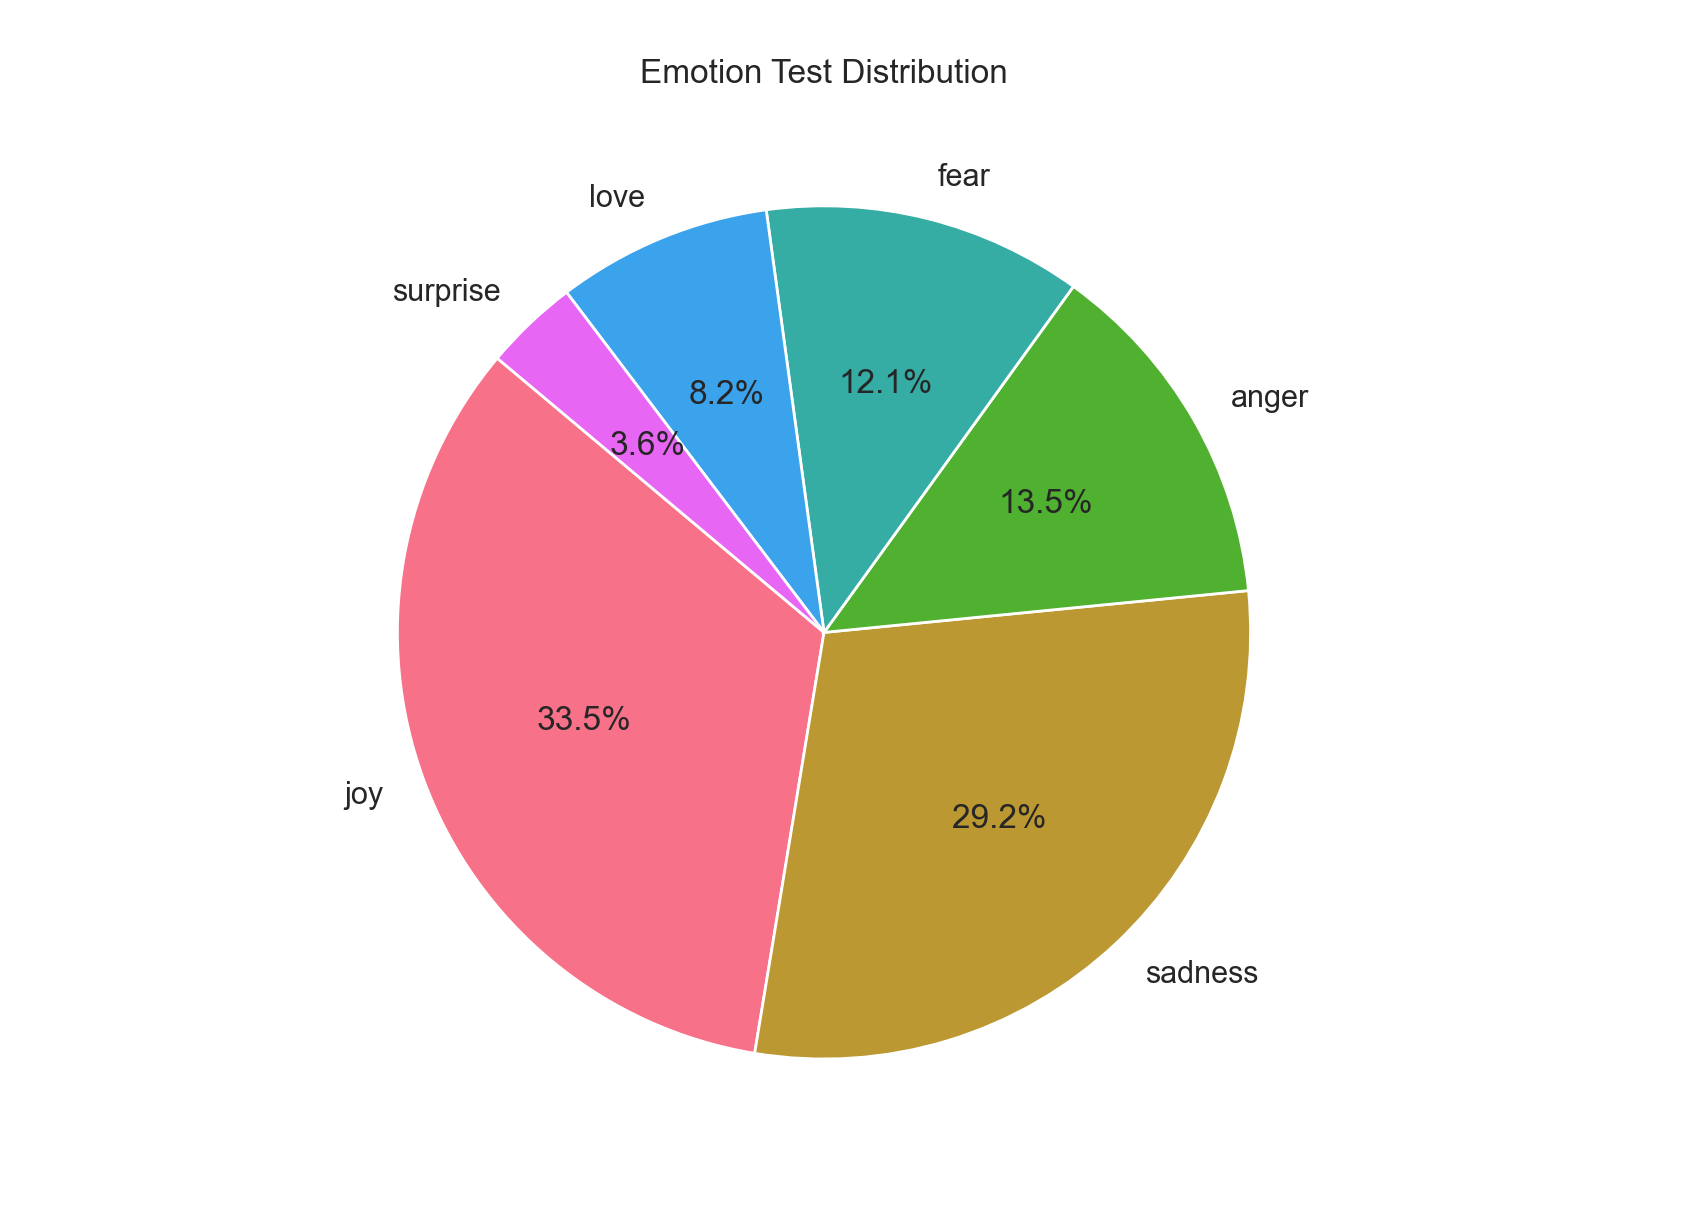 Emotion Test Distribution
fear
love
surprise
anger
12.1%
8.2%
3.6%
13.5%
33.5%
joy
29.2%
sadness